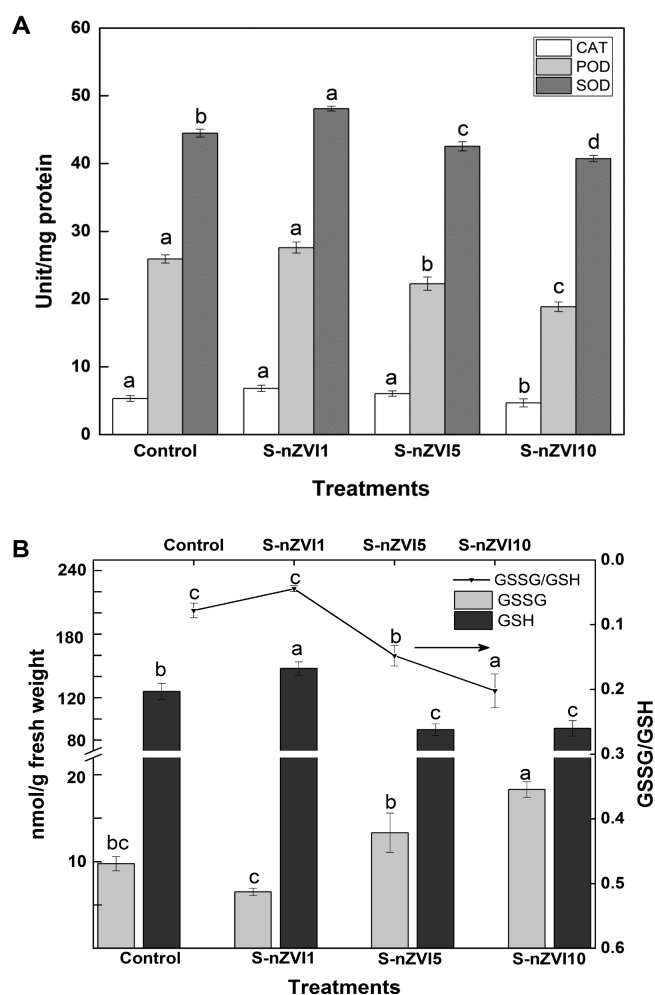 A
60
50
40
30
20
10
0
Unit/mg protein
CAT
POD
SOD
a
a
b
a
a
a
a
b
c
b
c
d
Control
S-nZVI1
S-nZVI5
S-nZVI10
Treatments
B
Control
S-nZVI1
S-nZVI5
S-nZVI10
240
180
120
80
20
10
nmol/g fresh weight
0.0
0.1
0.2
0.3
0.4
0.5
0.6
GSSG/GSH
GSSG/GSH
GSSG
GSH
c
c
b
a
b
a
c
c
bc
c
b
a
Control
S-nZVI1
S-nZVI5
S-nZVI10
Treatments